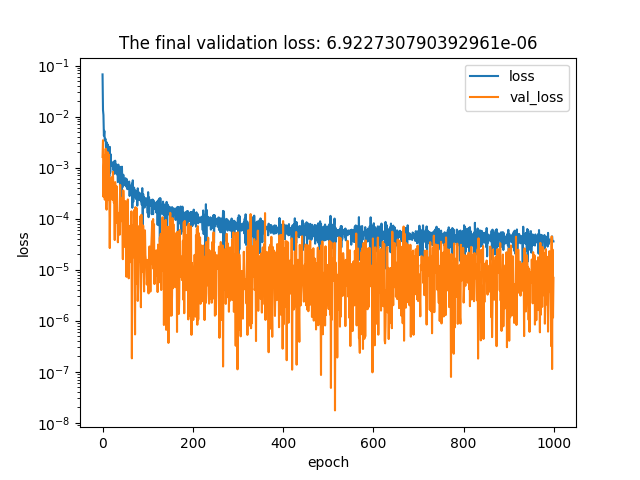 The final validation loss: 6.922730790392961e-06
loss
val_loss
10⁻¹
10⁻²
10⁻³
10⁻⁴
10⁻⁵
10⁻⁶
10⁻⁷
10⁻⁸
loss
0 200 400 600 800 1000
epoch